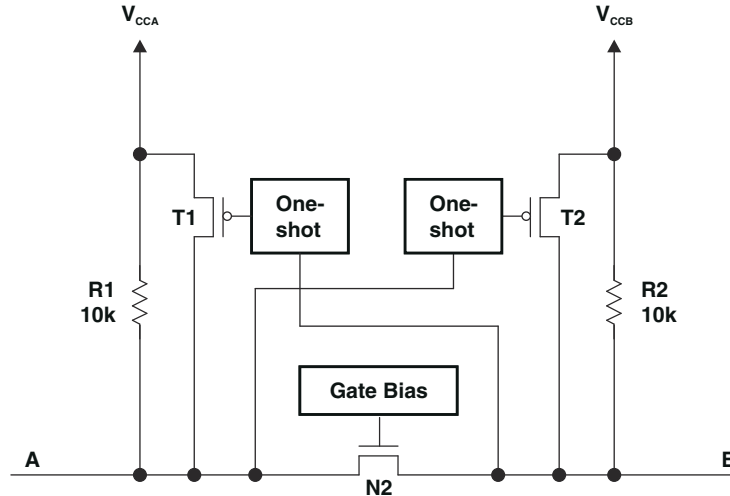 VCCA
VCCB
One-
shot
One-
shot
T1
T2
R1
10k
R2
10k
Gate Bias
A
B
N2